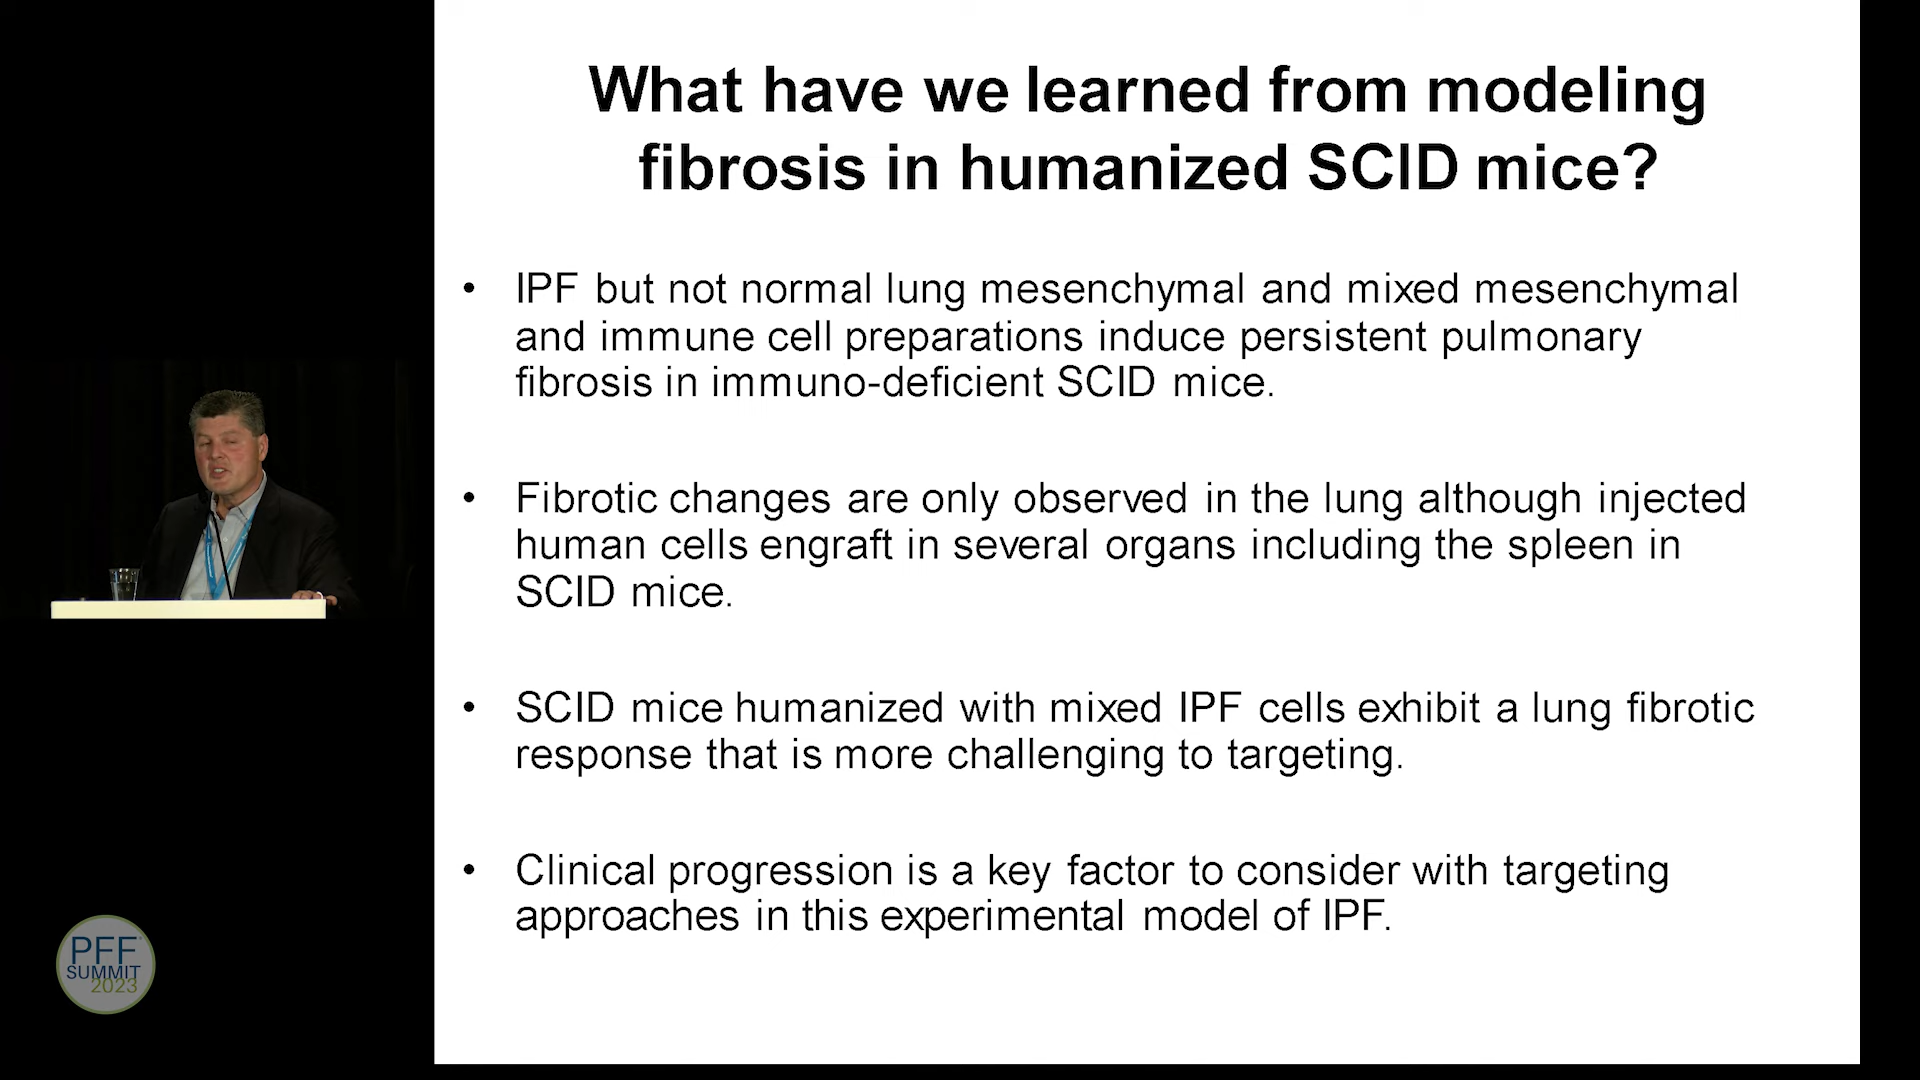 What have we learned from modeling
fibrosis in humanized SCID mice?
• IPF but not normal lung mesenchymal and mixed mesenchymal
and immune cell preparations induce persistent pulmonary
fibrosis in immuno-deficient SCID mice.
• Fibrotic changes are only observed in the lung although injected
human cells engraft in several organs including the spleen in
SCID mice.
• SCID mice humanized with mixed IPF cells exhibit a lung fibrotic
response that is more challenging to targeting.
• Clinical progression is a key factor to consider with targeting
approaches in this experimental model of IPF.
PFF
SUMMIT
2023